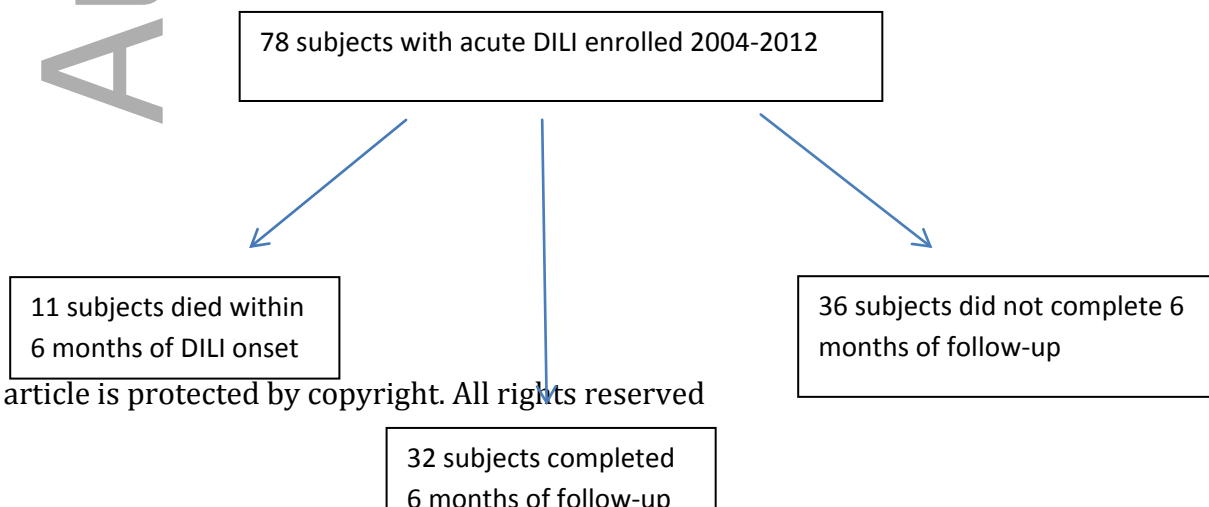 78 subjects with acute DILI enrolled 2004-2012
11 subjects died within
6 months of DILI onset
36 subjects did not complete 6
months of follow-up
article is protected by copyright. All rights reserved
32 subjects completed
6 months of follow-up